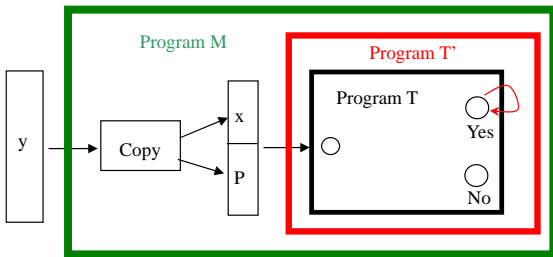 Program M
Program T’
y
Copy
x
P
Program T
Yes
No